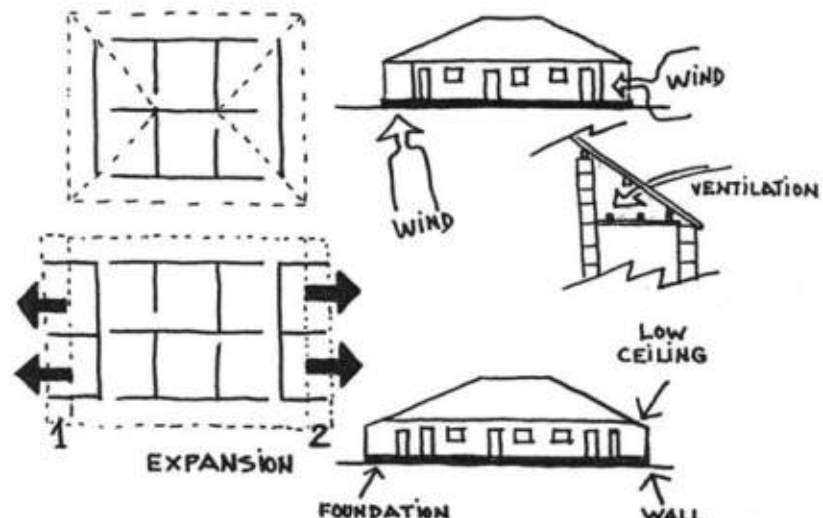 WIND
VENTILATION
WIND
LOW
CEILING
1
2
EXPANSION
FOUNDATION
WALL